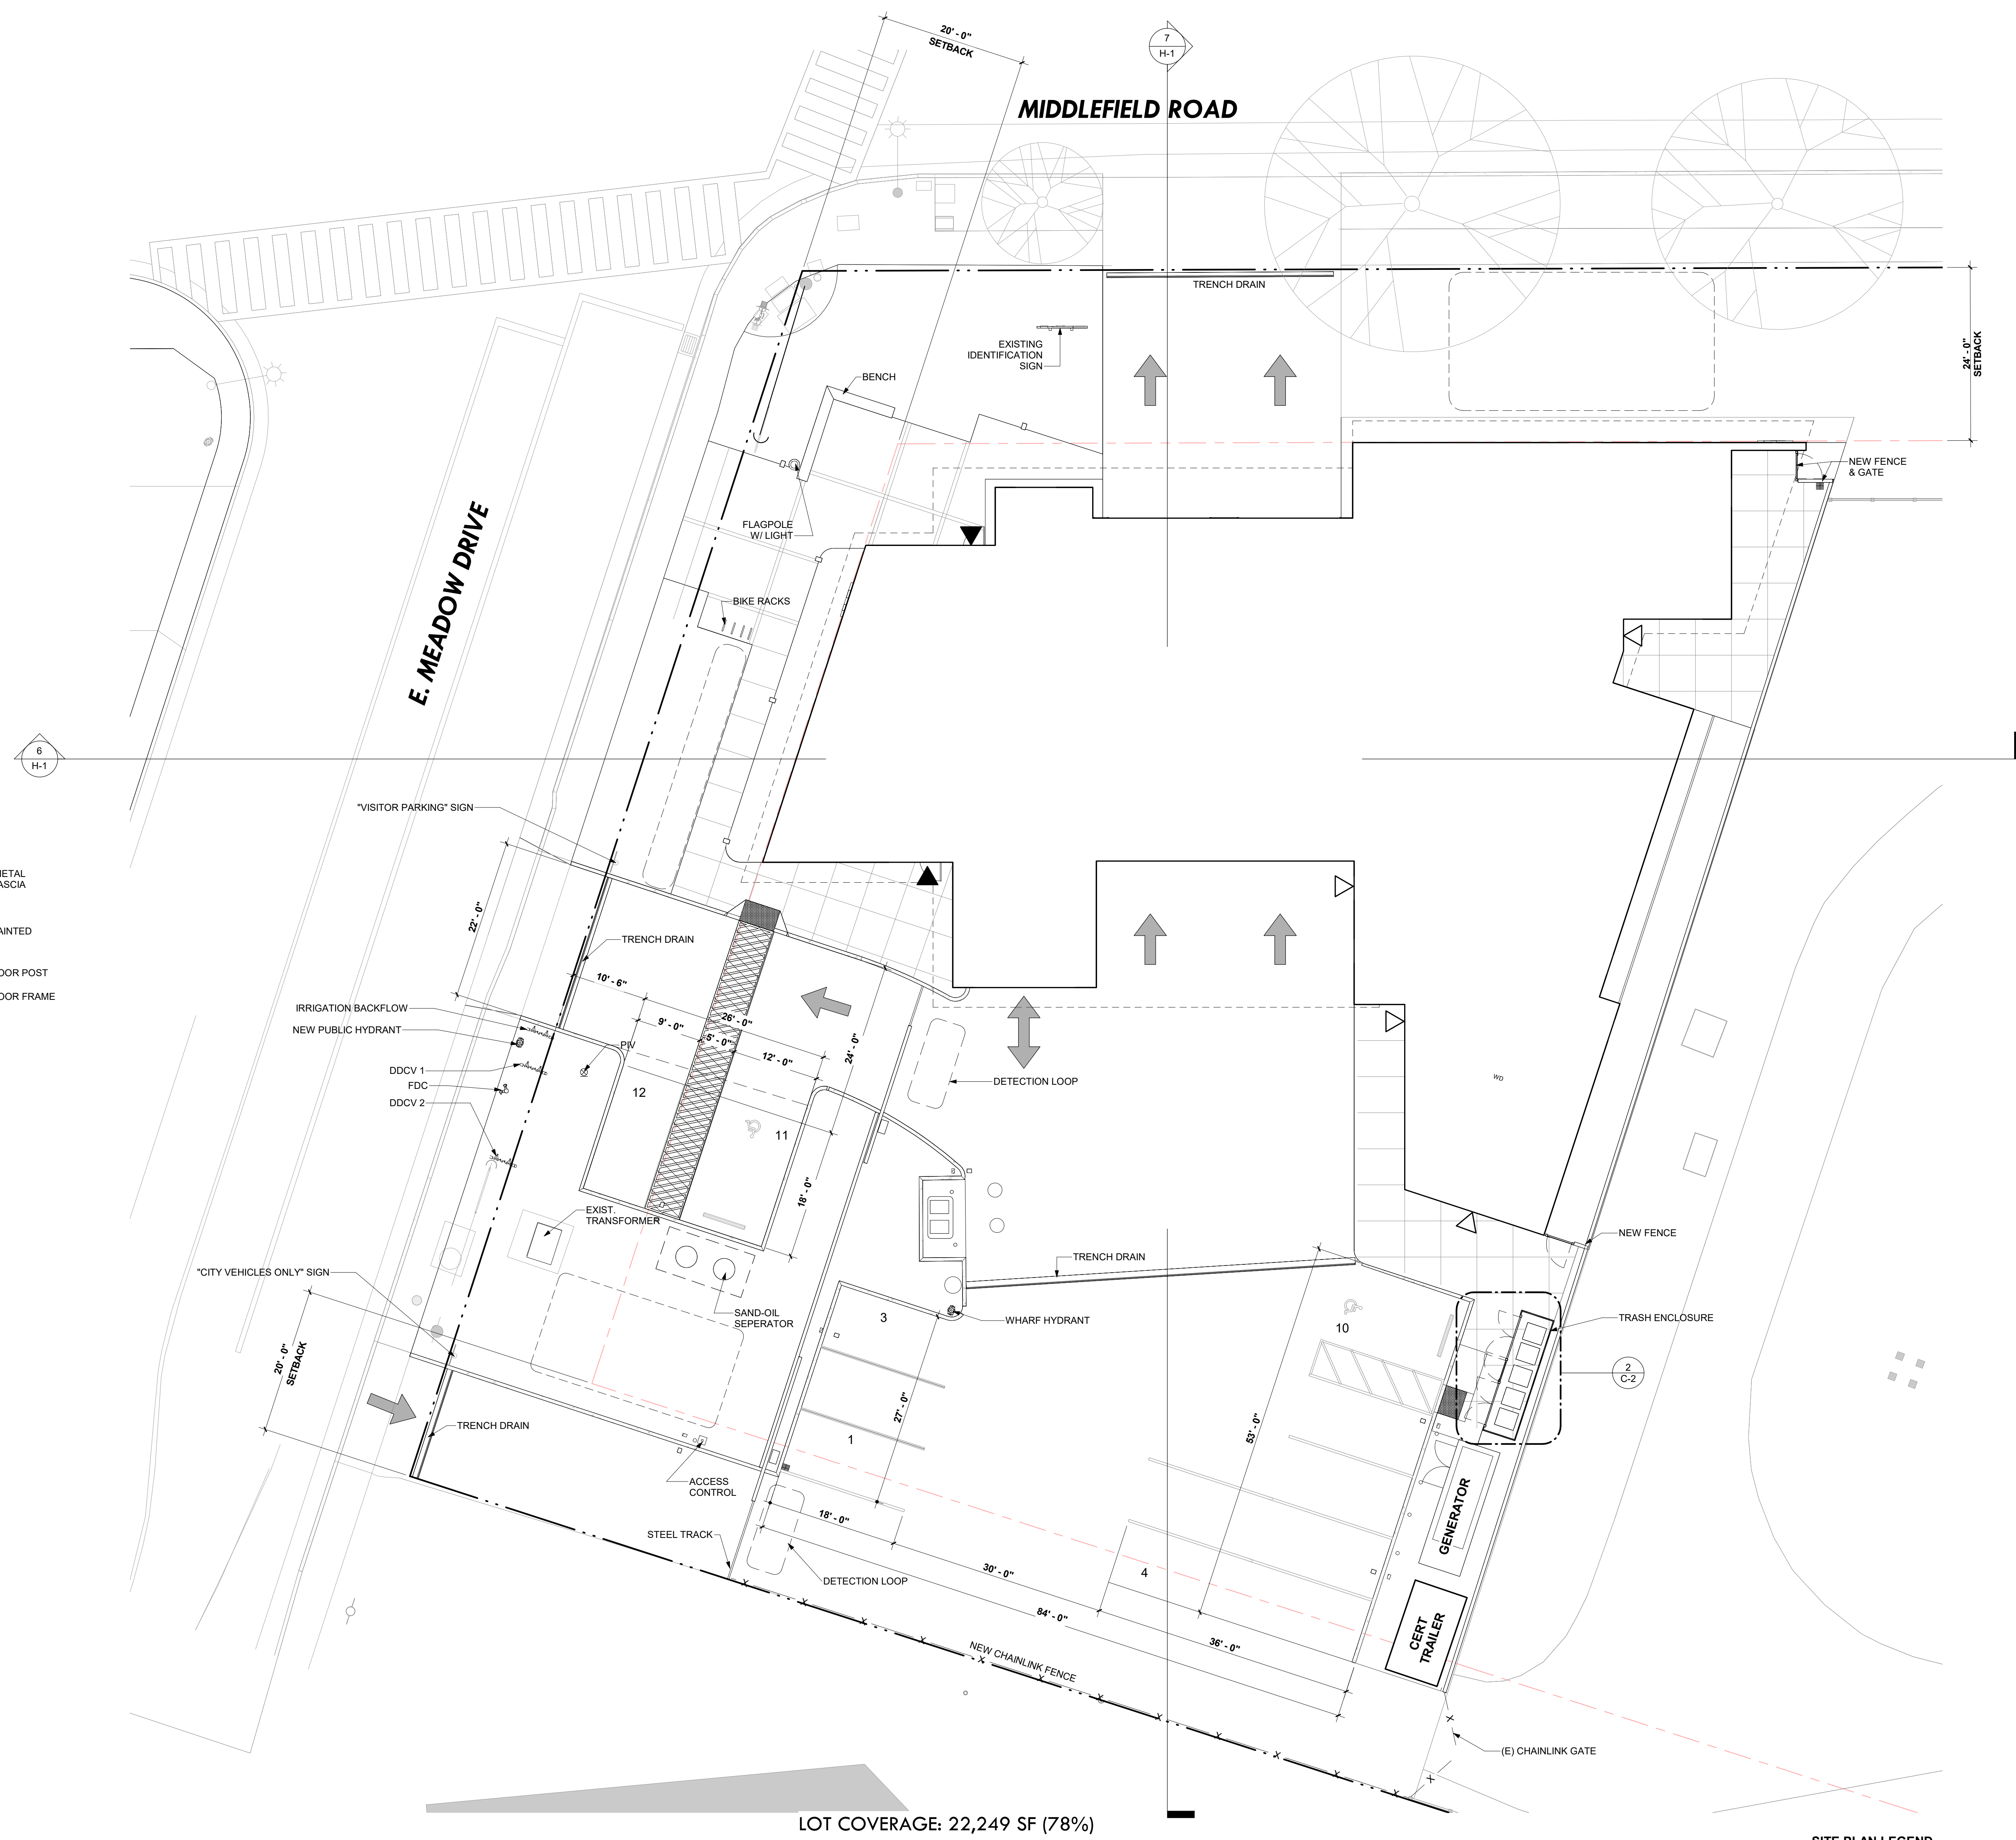 20' - 0"
SETBACK
7
H-1
MIDDLEFIELD ROAD
TRENCH DRAIN
EXISTING
IDENTIFICATION
SIGN
24' - 0"
SETBACK
BENCH
NEW FENCE
& GATE
FLAGPOLE
W/ LIGHT
E. MEADOW DRIVE
BIKE RACKS
6
H-1
"VISITOR PARKING" SIGN
METAL
FASCIA
22' - 0"
AINTED
TRENCH DRAIN
OOR POST
10' - 6"
OOR FRAME
IRRIGATION BACKFLOW
NEW PUBLIC HYDRANT
9' - 0"
26' - 0"
5' - 0"
12' - 0"
24' - 0"
PIV
DDCV 1
FDC
DDCV 2
DETECTION LOOP
WD
12
11
18' - 0"
EXIST.
TRANSFORMER
NEW FENCE
TRENCH DRAIN
"CITY VEHICLES ONLY" SIGN
SAND-OIL
SEPERATOR
3
WHARF HYDRANT
10
TRASH ENCLOSURE
20' - 0"
SETBACK
2
C-2
27' - 0"
53' - 0"
TRENCH DRAIN
1
ACCESS
CONTROL
GENERATOR
18' - 0"
STEEL TRACK
DETECTION LOOP
30' - 0"
4
84' - 0"
36' - 0"
CERT
TRAILER
NEW CHAINLINK FENCE
(E) CHAINLINK GATE
LOT COVERAGE: 22,249 SF (78%)
SITE PLAN LEGEND